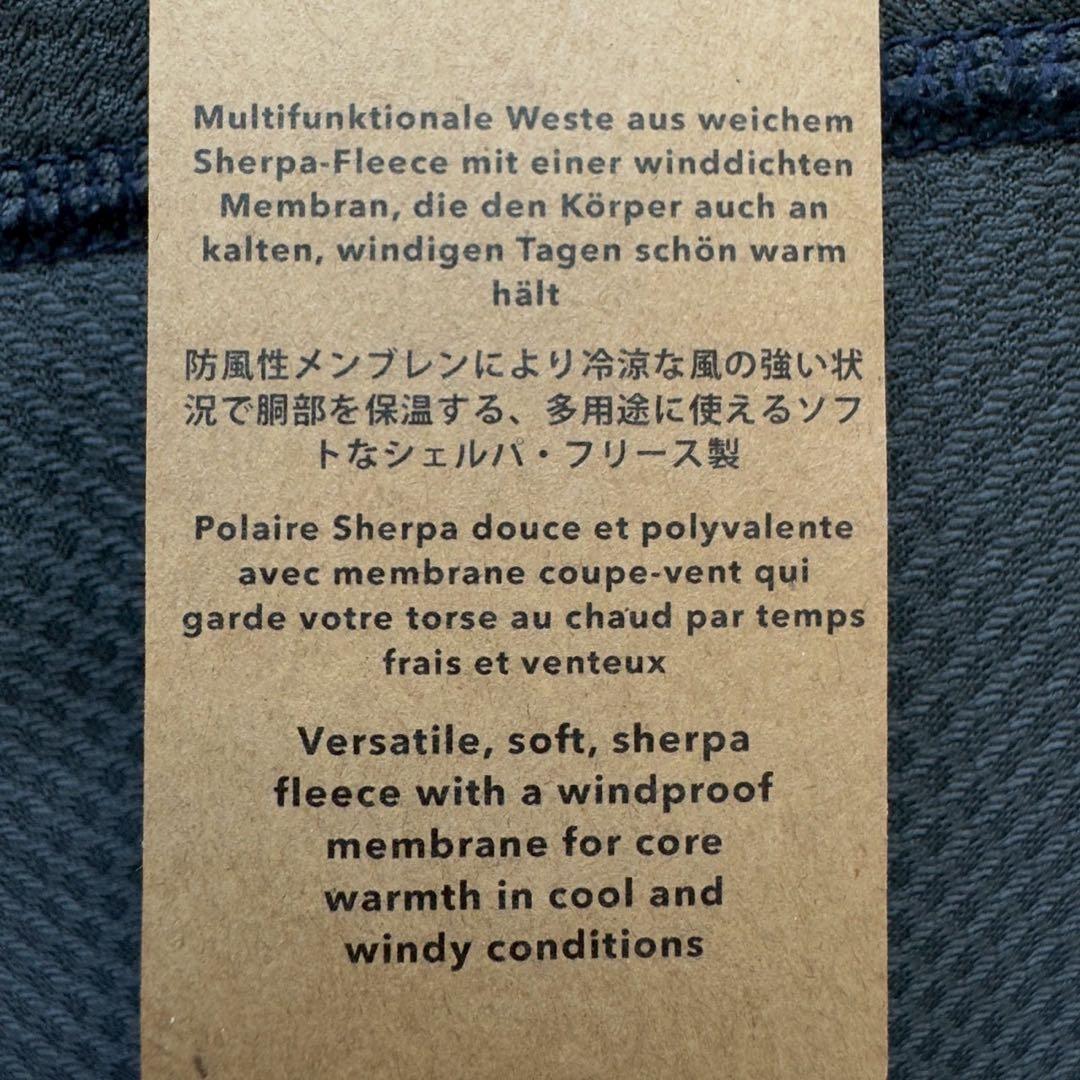 Multifunktionale Weste aus weichem
Sherpa-Fleece mit einer winddichten
Membran, die den Körper auch an
kalten, windigen Tagen schön warm
hält
防風性メンブレンにより冷涼な風の強い状
況で胴部を保温する、多用途に使えるソフ
トなシェルパ・フリース製
Polaire Sherpa douce et polyvalente
avec membrane coupe-vent qui
garde votre torse au chaud par temps
frais et venteux
Versatile, soft, sherpa
fleece with a windproof
membrane for core
warmth in cool and
windy conditions